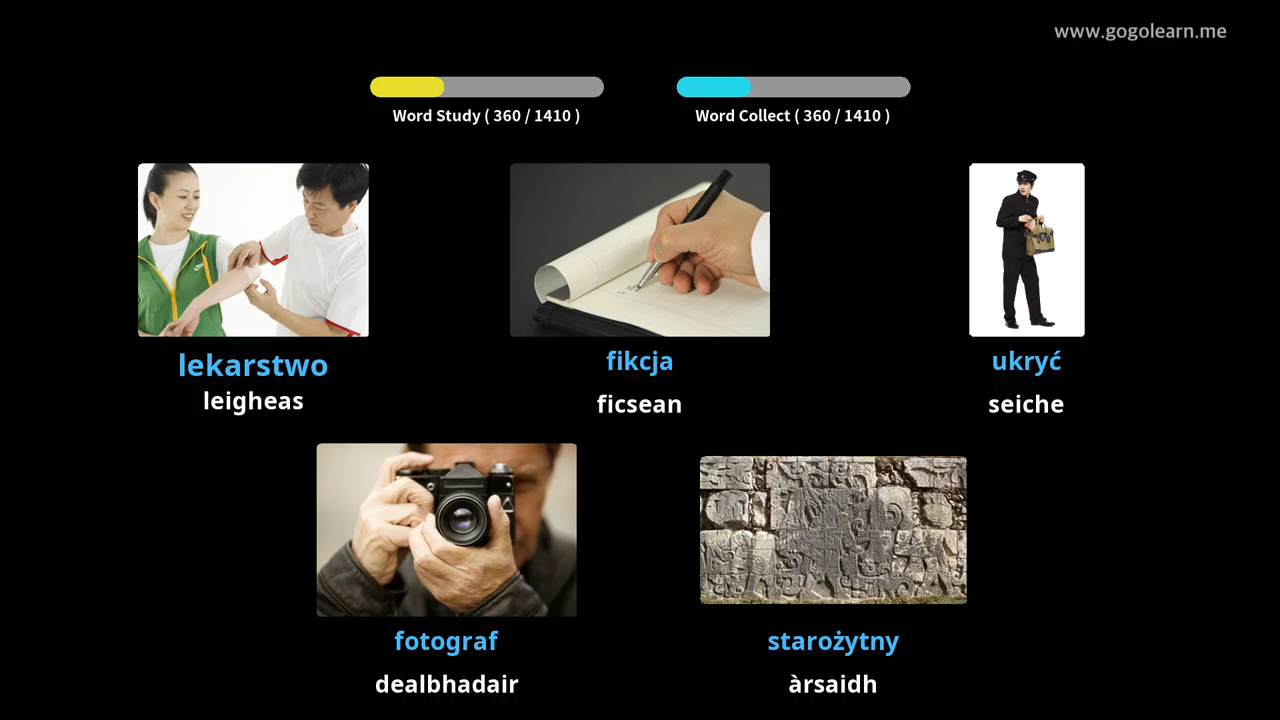 www.gogolearn.me
Word Study ( 360 / 1410 )
Word Collect ( 360 / 1410 )
lekarstwo
leigheas
fikcja
ficsean
ukryć
seiche
fotograf
dealbhadair
starożytny
àrsaidh